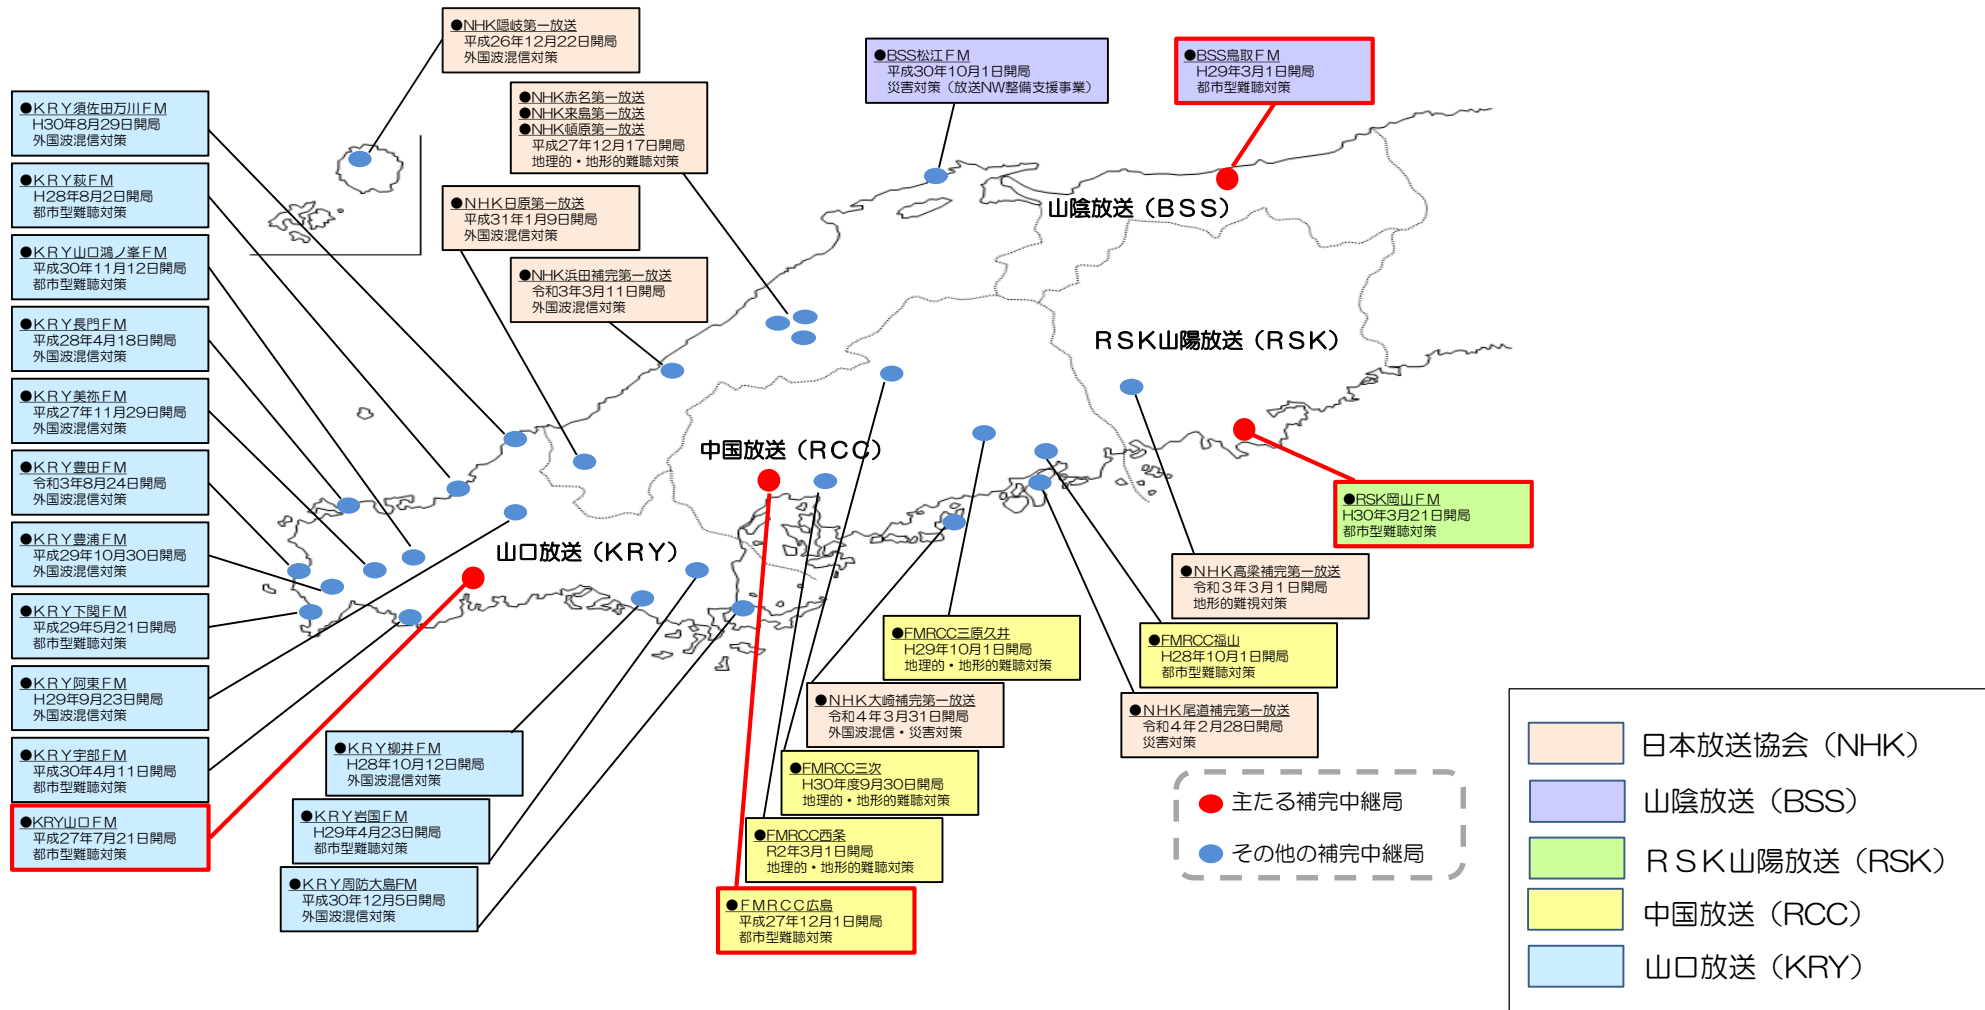 ●NHK隠岐第一放送
平成26年12月22日開局
外国波混信対策
●BSS松江ＦＭ
平成30年10月1日開局
災害対策（放送NW整備支援事業）
●BSS鳥取ＦＭ
H29年3月1日開局
都市型難聴対策
●ＫＲＹ須佐田万川ＦＭ
H30年8月29日開局
外国波混信対策
●NHK赤名第一放送
●NHK来島第一放送
●NHK頓原第一放送
平成27年12月17日開局
地理的・地形的難聴対策
●ＫＲＹ萩ＦＭ
H28年8月2日開局
都市型難聴対策
●ＮＨＫ日原第一放送
平成31年1月9日開局
外国波混信対策
山陰放送（ＢＳＳ）
●ＫＲＹ山口鴻ノ峯ＦＭ
平成30年11月12日開局
都市型難聴対策
●NHK浜田補完第一放送
令和3年3月11日開局
外国波混信対策
●ＫＲＹ長門ＦＭ
平成28年4月18日開局
外国波混信対策
ＲＳＫ山陽放送（ＲＳＫ）
●ＫＲＹ美祢ＦＭ
平成27年11月29日開局
外国波混信対策
中国放送（ＲＣＣ）
●ＫＲＹ豊田ＦＭ
令和3年8月24日開局
外国波混信対策
●RSK岡山ＦＭ
H30年3月21日開局
都市型難聴対策
●ＫＲＹ豊浦ＦＭ
平成29年10月30日開局
外国波混信対策
山口放送（ＫＲＹ）
●ＮＨＫ高梁補完第一放送
令和３年３月１日開局
地形的難視対策
●ＫＲＹ下関ＦＭ
平成29年5月21日開局
都市型難聴対策
●FMRCC三原久井
H29年10月1日開局
地理的・地形的難聴対策
●FMRCC福山
H28年10月1日開局
都市型難聴対策
●ＫＲＹ阿東ＦＭ
H29年9月23日開局
外国波混信対策
●ＮＨＫ大崎補完第一放送
令和４年３月31日開局
外国波混信・災害対策
●ＮＨＫ尾道補完第一放送
令和４年２月28日開局
災害対策
●ＫＲＹ宇部ＦＭ
平成30年4月11日開局
都市型難聴対策
●ＫＲＹ柳井ＦＭ
H28年10月12日開局
外国波混信対策
●FMRCC三次
H30年度9月30日開局
地理的・地形的難聴対策
●KRY山口ＦＭ
平成27年7月21日開局
都市型難聴対策
●ＫＲＹ岩国ＦＭ
H29年4月23日開局
都市型難聴対策
●FMRCC西条
R2年3月1日開局
地理的・地形的難聴対策
●ＫＲＹ周防大島FM
平成30年12月5日開局
外国波混信対策
●ＦＭＲＣＣ広島
平成27年12月1日開局
都市型難聴対策
主たる補完中継局
その他の補完中継局
日本放送協会（NHK）
山陰放送（BSS）
ＲＳＫ山陽放送（RSK）
中国放送（RCC）
山口放送（KRY）